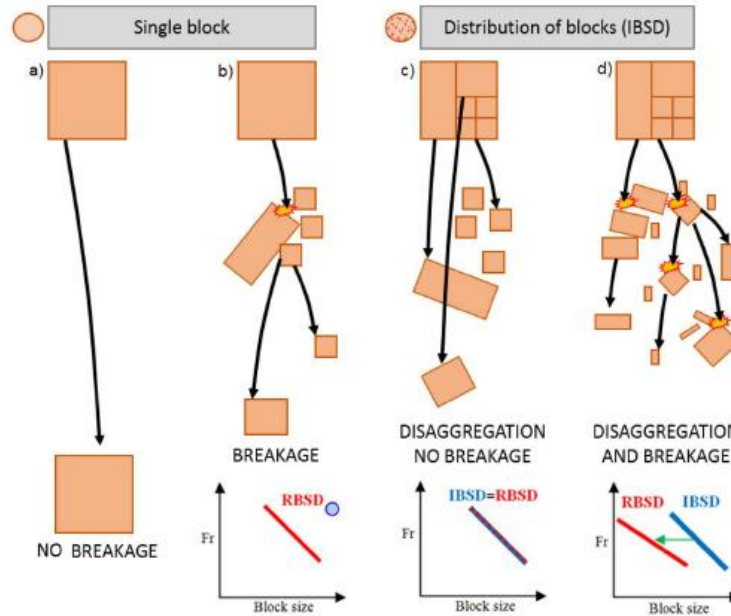 Single block
Distribution of blocks (IBSD)
a)
b)
c)
d)
NO BREAKAGE
BREAKAGE
DISAGGREGATION
NO BREAKAGE
DISAGGREGATION
AND BREAKAGE
RBSD
Fr
Block size
IBSD=RBSD
Fr
Block size
RBSD
IBSD
Fr
Block size